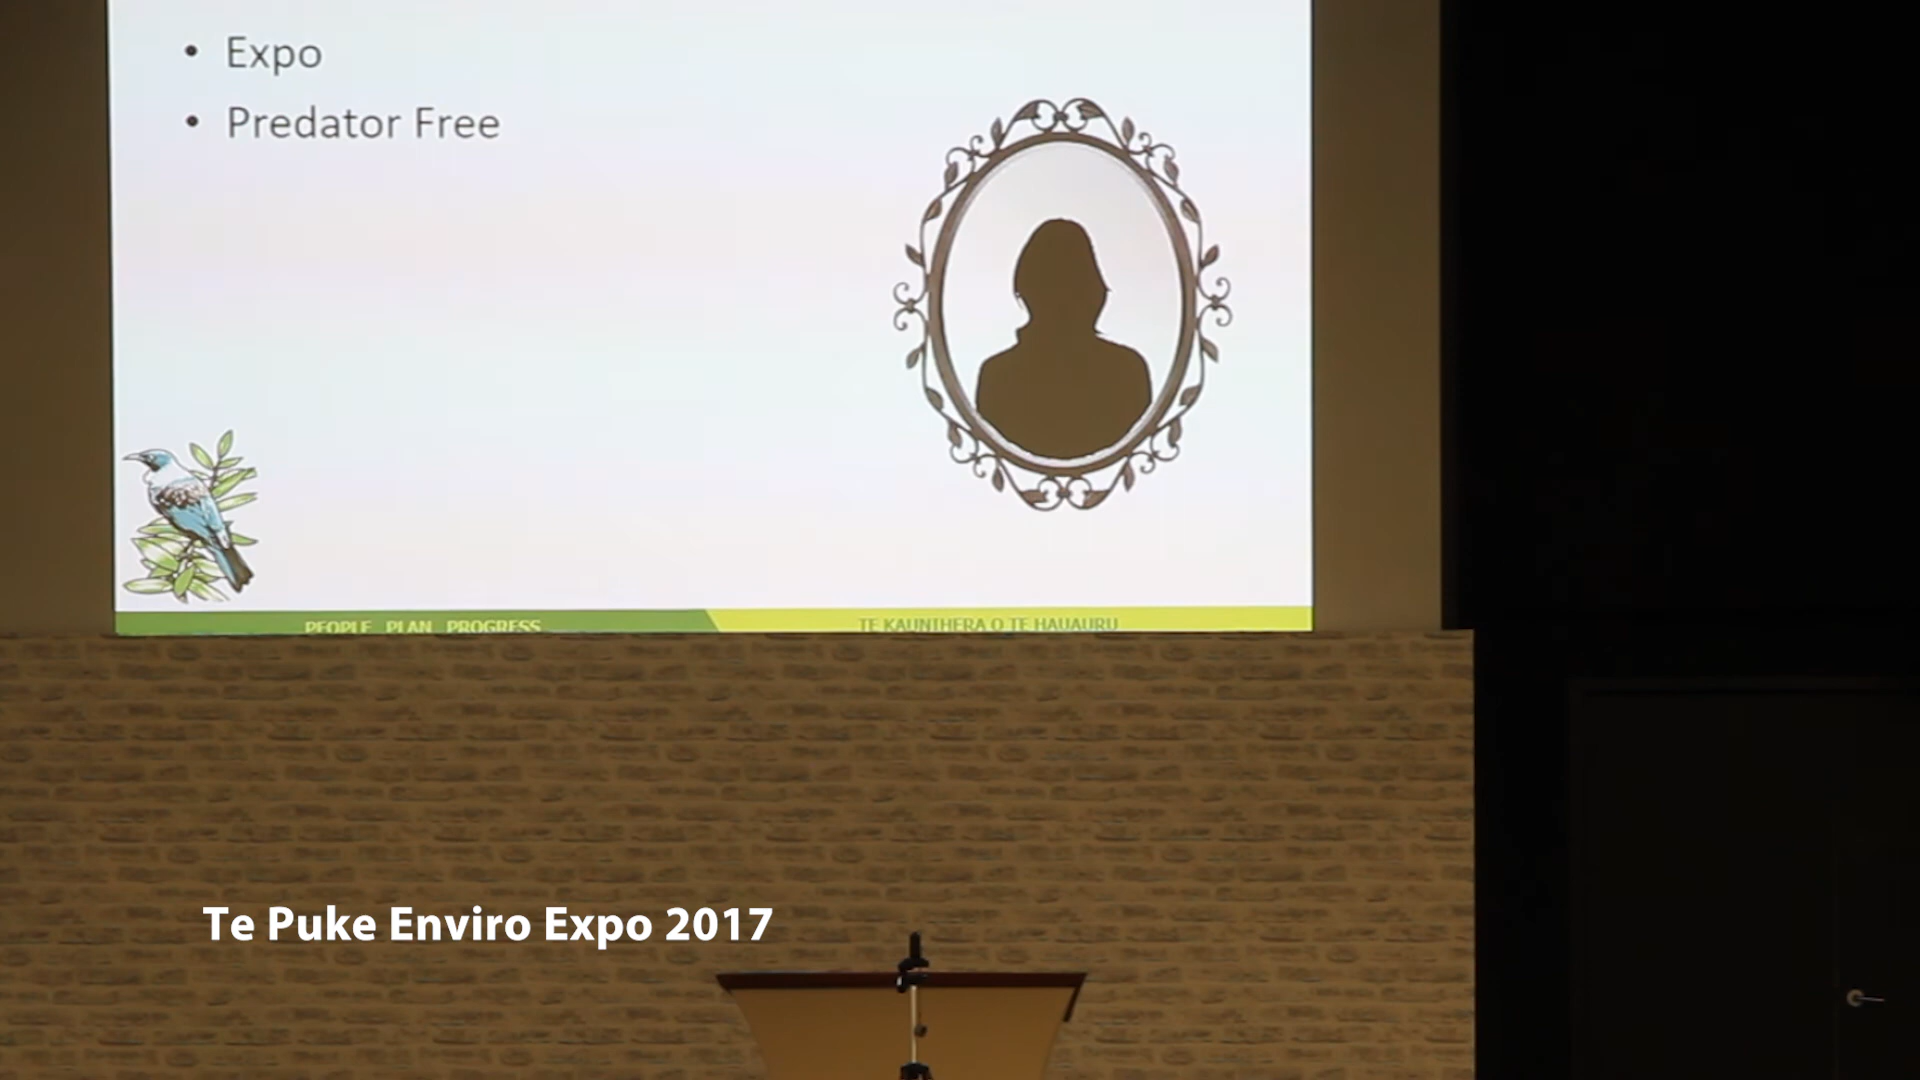 • Expo
• Predator Free
PEOPLE PLAN PROGRESS
TE KAUNIHERA O TE HAUAURU
Te Puke Enviro Expo 2017